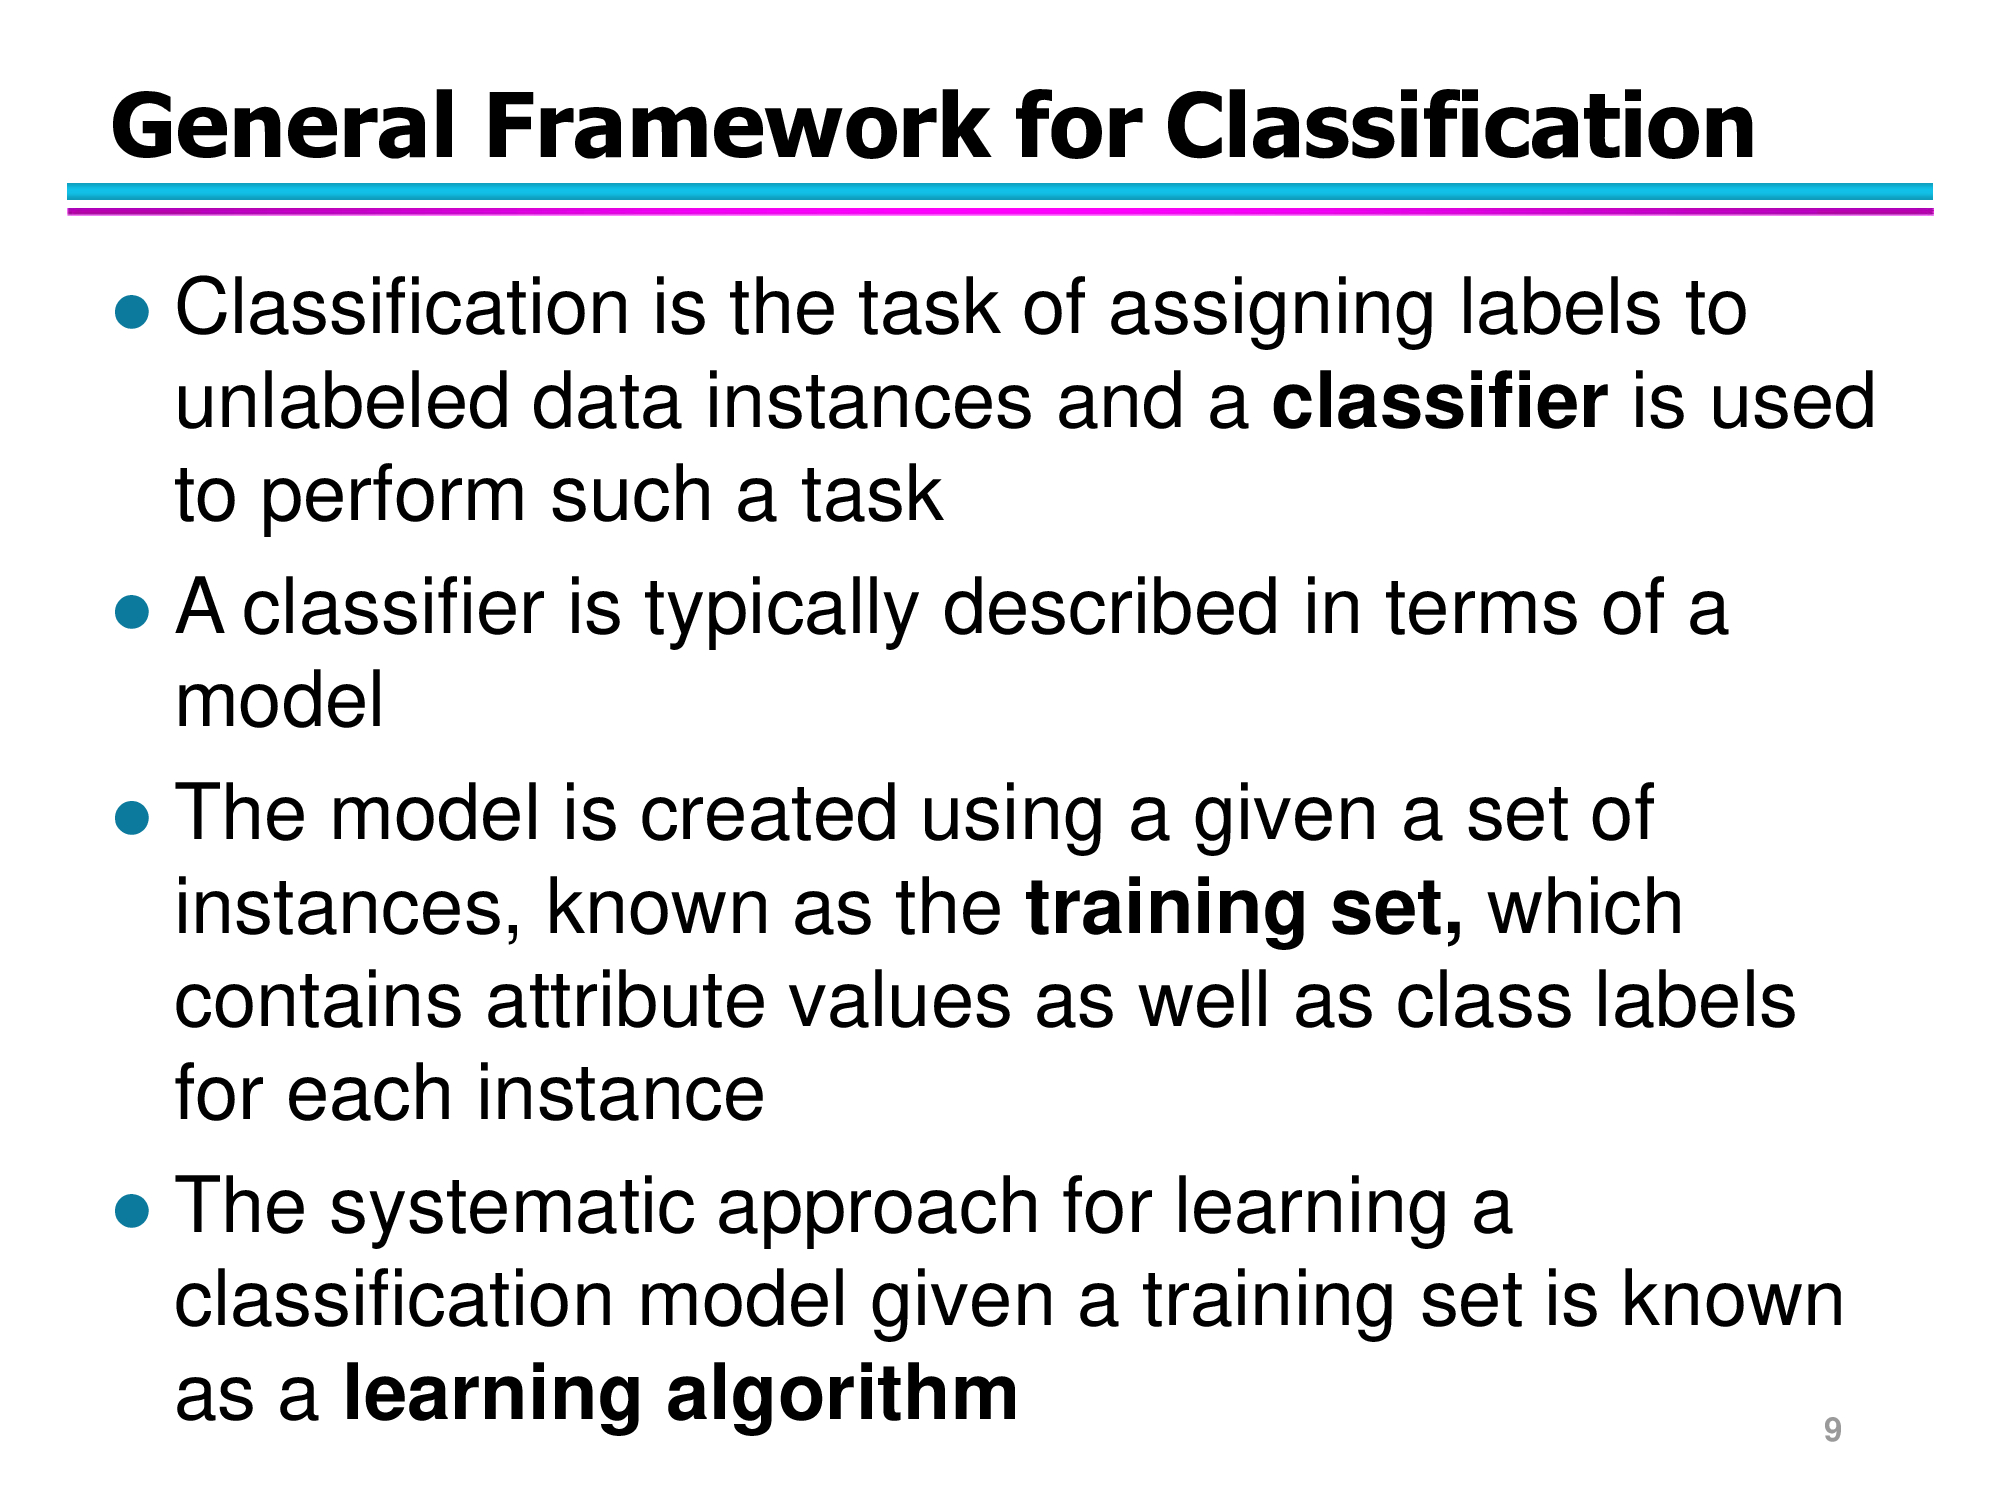 General Framework for Classification
● Classification is the task of assigning labels to
unlabeled data instances and a classifier is used
to perform such a task
● A classifier is typically described in terms of a
model
● The model is created using a given a set of
instances, known as the training set, which
contains attribute values as well as class labels
for each instance
● The systematic approach for learning a
classification model given a training set is known
as a learning algorithm
9